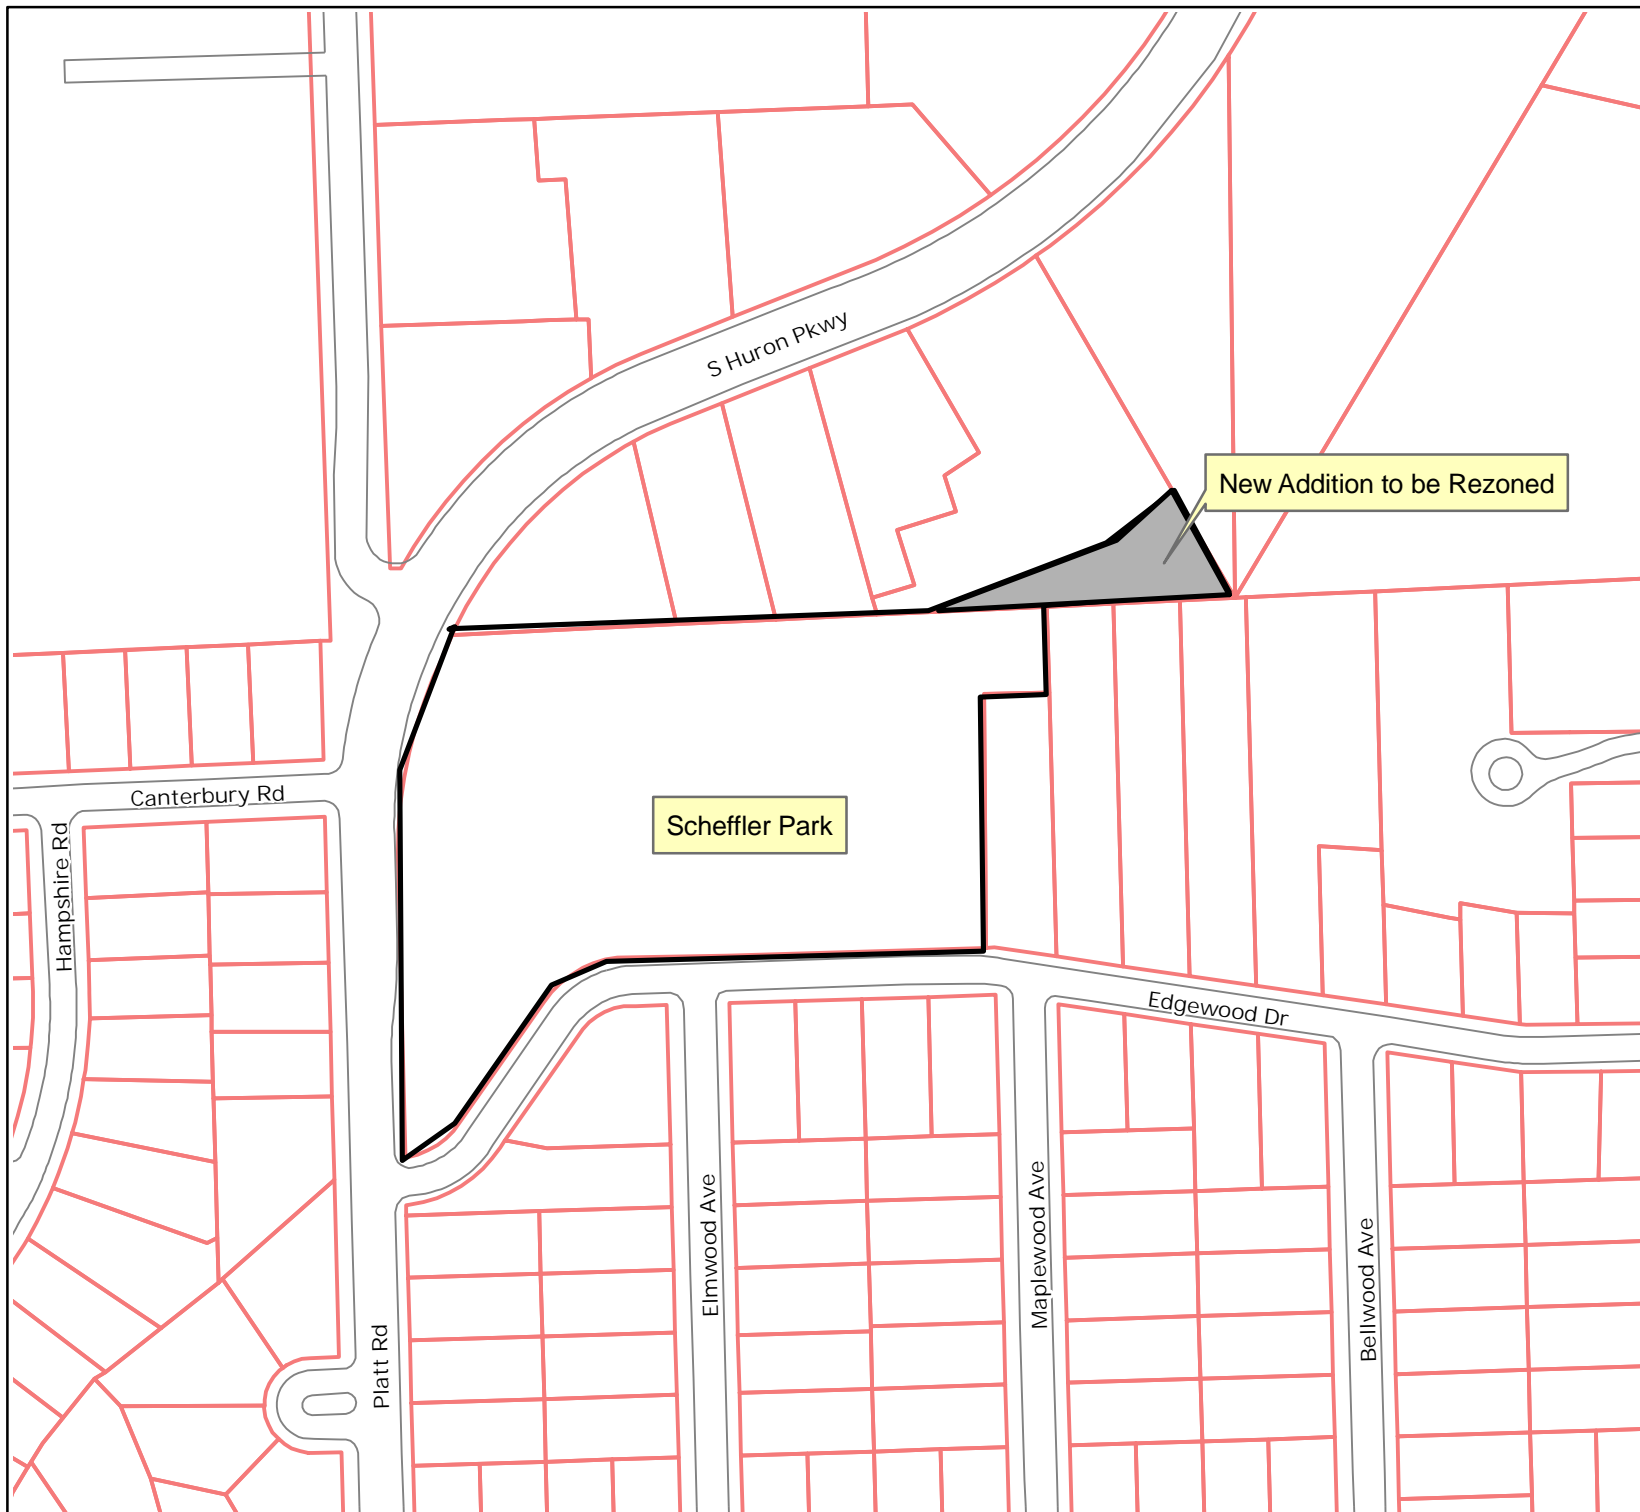 S Huron Pkwy
New Addition to be Rezoned
Canterbury Rd
Scheffler Park
Hampshire Rd
Edgewood Dr
Elmwood Ave
Maplewood Ave
Bellwood Ave
Platt Rd